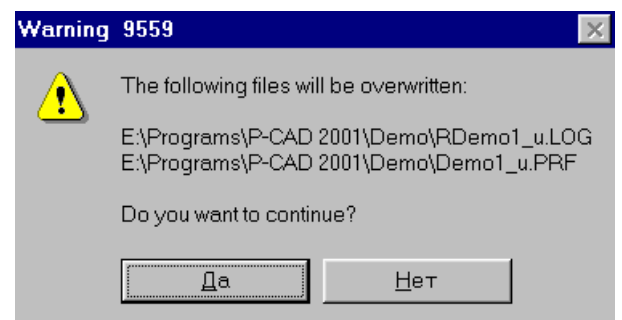 Warning 9559
The following files will be overwritten:
E:\Programs\P-CAD 2001\Demo\RDemo1_u.LOG
E:\Programs\P-CAD 2001\Demo\Demo1_u.PRF
Do you want to continue?
Да Нет